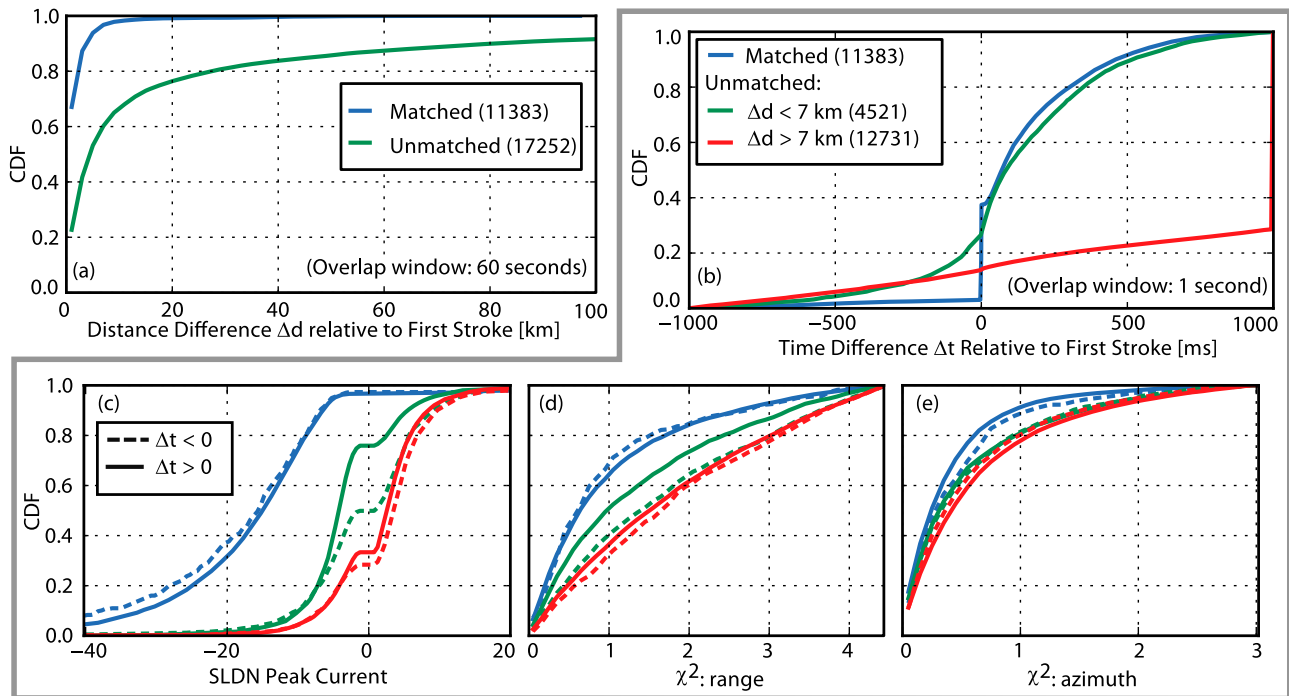 1.0
0.8
0.6
0.4
0.2
0.0
CDF
Matched (11383)
Unmatched (17252)
(a)
(Overlap window: 60 seconds)
0 20 40 60 80 100
Distance Difference Δd relative to First Stroke [km]
1.0
0.8
0.6
0.4
0.2
0.0
CDF
Matched (11383)
Unmatched:
Δd < 7 km (4521)
Δd > 7 km (12731)
(b)
(Overlap window: 1 second)
−1000 −500 0 500 1000
Time Difference Δt Relative to First Stroke [ms]
1.0
0.8
0.6
0.4
0.2
0.0
CDF
(c)
Δt < 0
Δt > 0
−40 −20 0 20
SLDN Peak Current
(d)
0 1 2 3 4
χ²: range
(e)
0 1 2 3
χ²: azimuth